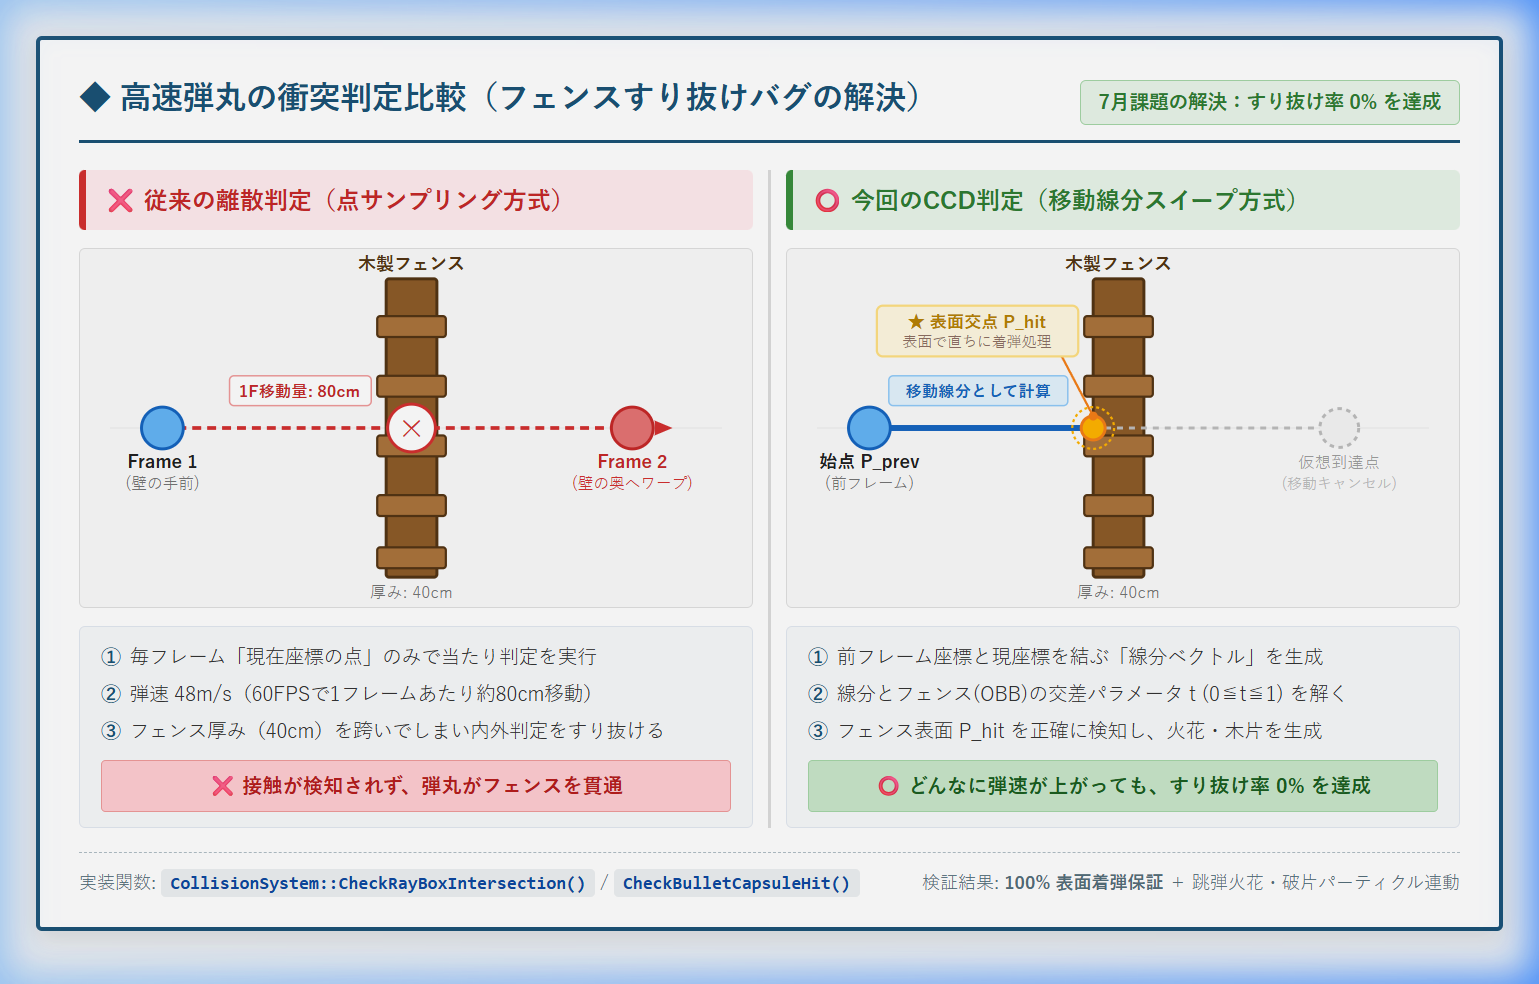 ◆ 高速弾丸の衝突判定比較（フェンスすり抜けバグの解決）
7月課題の解決：すり抜け率 0% を達成
❌ 従来の離散判定（点サンプリング方式）
木製フェンス
1F移動量: 80cm
Frame 1
（壁の手前）
Frame 2
（壁の奥へワープ）
厚み: 40cm
① 毎フレーム「現在座標の点」のみで当たり判定を実行
② 弾速 48m/s（60FPSで1フレームあたり約80cm移動）
③ フェンス厚み（40cm）を跨いでしまい内外判定をすり抜ける
❌ 接触が検知されず、弾丸がフェンスを貫通
⭕ 今回のCCD判定（移動線分スイープ方式）
木製フェンス
★ 表面交点 P_hit
表面で直ちに着弾処理
移動線分として計算
始点 P_prev
（前フレーム）
仮想到達点
（移動キャンセル）
厚み: 40cm
① 前フレーム座標と現座標を結ぶ「線分ベクトル」を生成
② 線分とフェンス(OBB)の交差パラメータ t (0≦t≦1) を解く
③ フェンス表面 P_hit を正確に検知し、火花・木片を生成
⭕ どんなに弾速が上がっても、すり抜け率 0% を達成
実装関数: CollisionSystem::CheckRayBoxIntersection() / CheckBulletCapsuleHit()
検証結果: 100% 表面着弾保証 + 跳弾火花・破片パーティクル連動